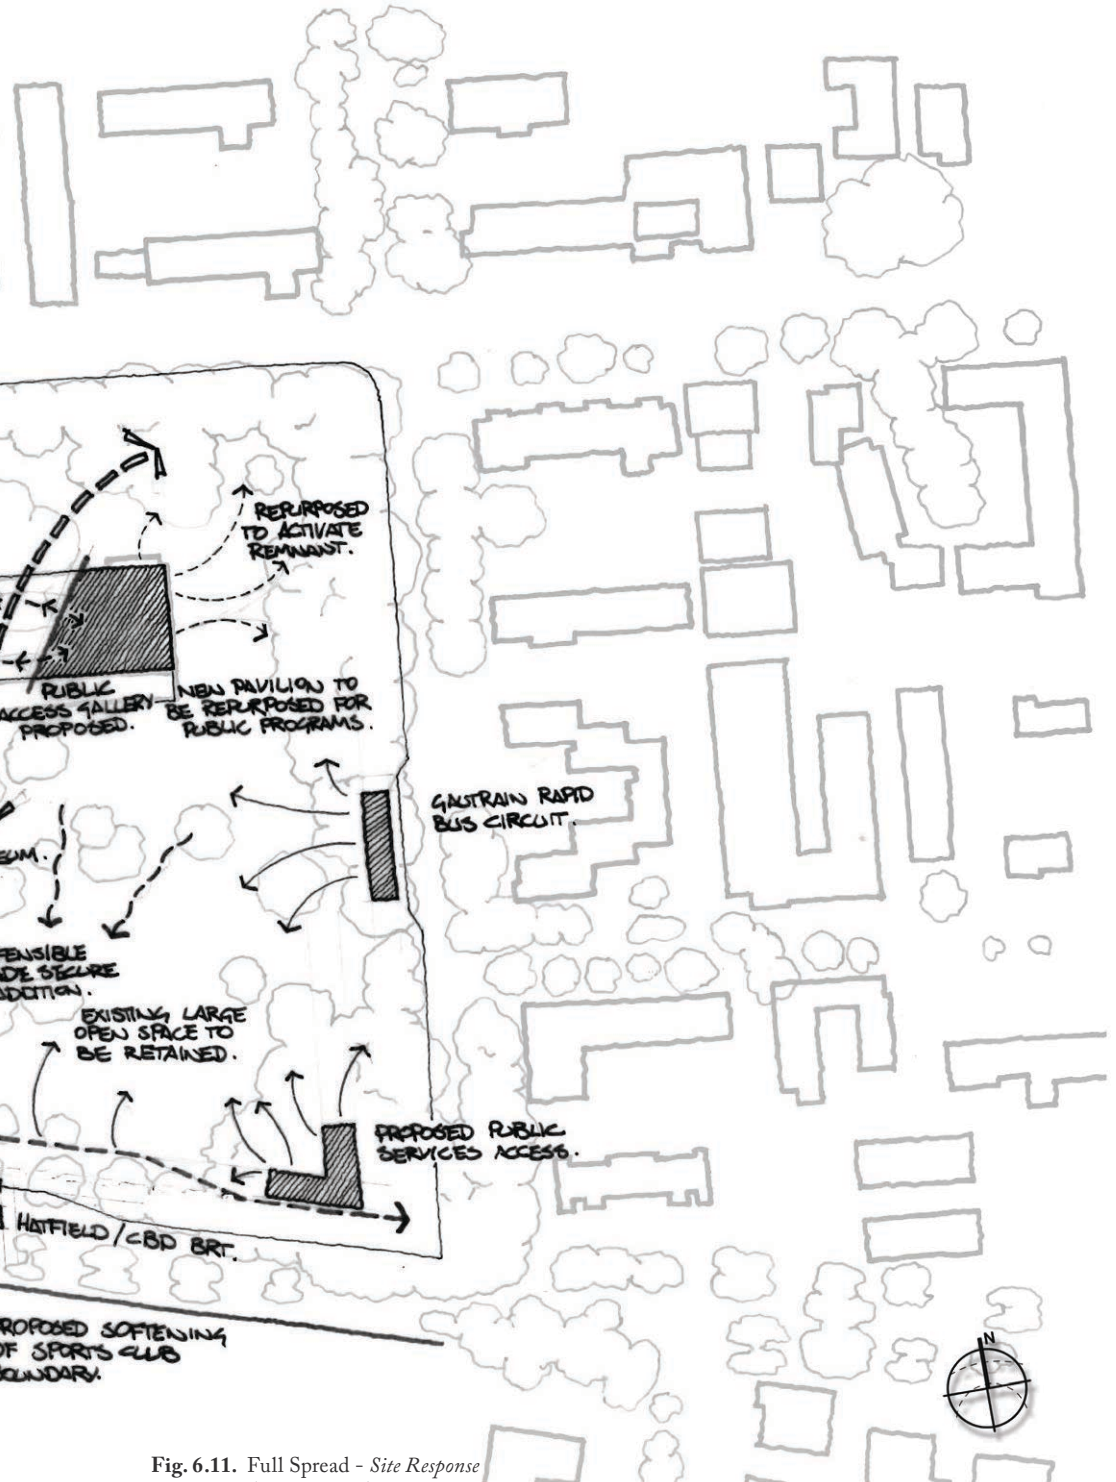 REPURPOSED
TO ACTIVATE
REMNANT.
PUBLIC
ACCESS GALLERY
PROPOSED.
NEW PAVILION TO
BE REPURPOSED FOR
PUBLIC PROGRAMS.
GAUTRAIN RAPID
BUS CIRCUIT.
EUM.
FENSIBLE
ADE SECURE
ADDITION.
EXISTING LARGE
OPEN SPACE TO
BE RETAINED.
PROPOSED PUBLIC
SERVICES ACCESS.
HATFIELD/CBD BRT.
ROPOSED SOFTENING
OF SPORTS CLUB
OUNDARY.
N
Fig. 6.11. Full Spread - Site Response